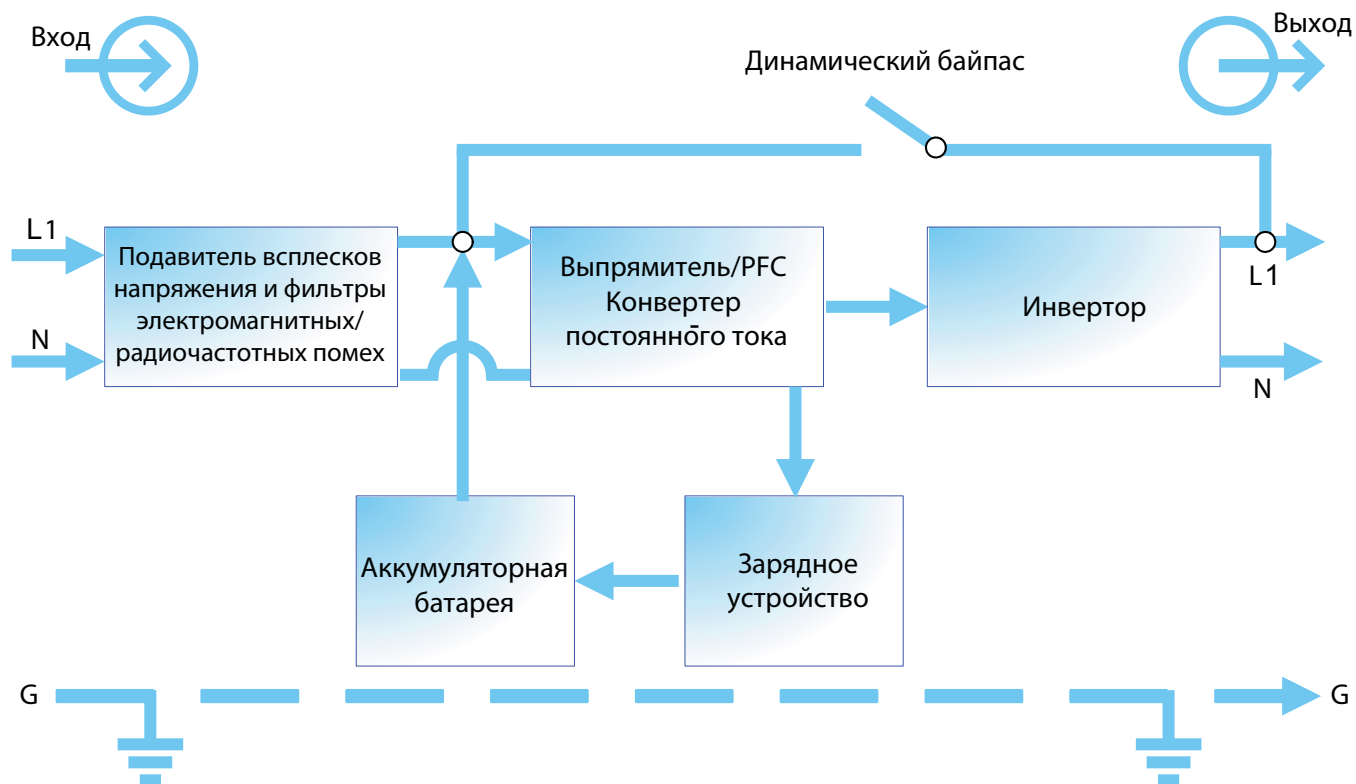 Вход
Выход
Динамический байпас
L1
Подавитель всплесков
напряжения и фильтры
электромагнитных/
радиочастотных помех
N
Выпрямитель/PFC
Конвертер
постоянного тока
Инвертор
L1
N
Аккумуляторная
батарея
Зарядное
устройство
G
G